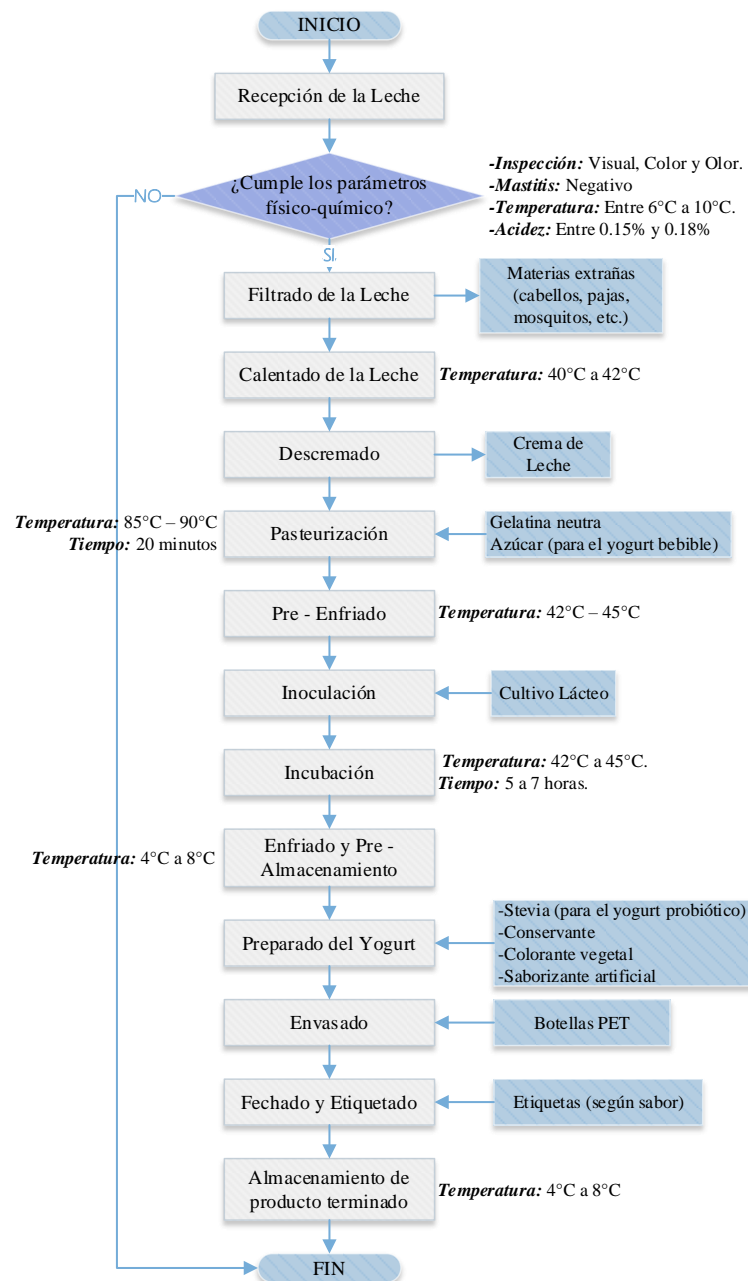 INICIO
Recepción de la Leche
¿Cumple los parámetros
físico-químico?
NO
-Inspección: Visual, Color y Olor.
-Mastitis: Negativo
-Temperatura: Entre 6°C a 10°C.
-Acidez: Entre 0.15% y 0.18%
SI
Filtrado de la Leche
Materias extrañas
(cabellos, pajas,
mosquitos, etc.)
Calentado de la Leche
Temperatura: 40°C a 42°C
Descremado
Crema de
Leche
Temperatura: 85°C – 90°C
Tiempo: 20 minutos
Pasteurización
Gelatina neutra
Azúcar (para el yogurt bebible)
Pre - Enfriado
Temperatura: 42°C – 45°C
Inoculación
Cultivo Lácteo
Incubación
Temperatura: 42°C a 45°C.
Tiempo: 5 a 7 horas.
Temperatura: 4°C a 8°C
Enfriado y Pre -
Almacenamiento
Preparado del Yogurt
-Stevia (para el yogurt probiótico)
-Conservante
-Colorante vegetal
-Saborizante artificial
Envasado
Botellas PET
Fechado y Etiquetado
Etiquetas (según sabor)
Almacenamiento de
producto terminado
Temperatura: 4°C a 8°C
FIN